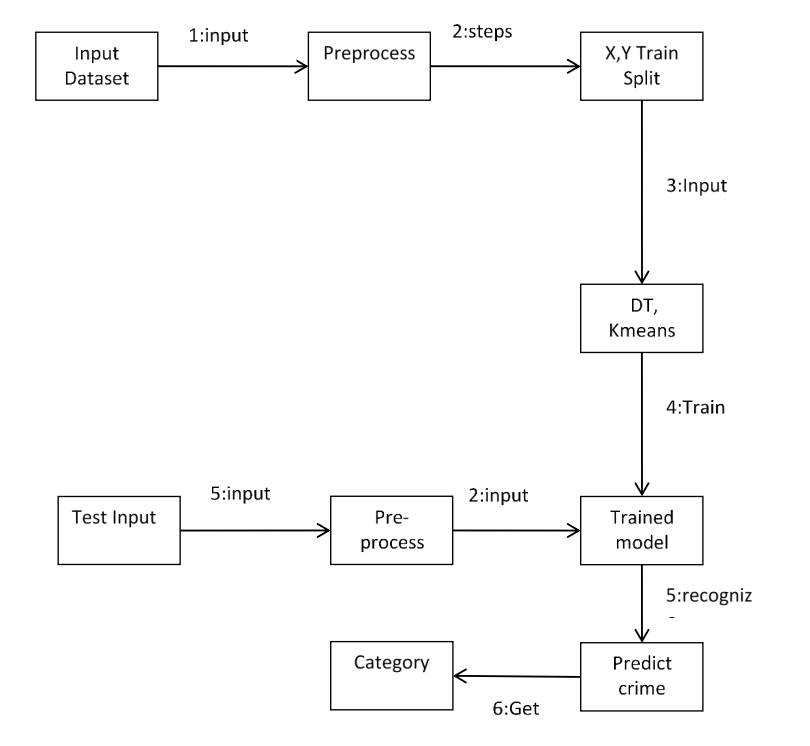 1:input
2:steps
Input
Dataset
Preprocess
X,Y Train
Split
3:Input
DT,
Kmeans
4:Train
5:input
2:input
Test Input
Pre-
process
Trained
model
5:recogniz
Category
Predict
crime
6:Get